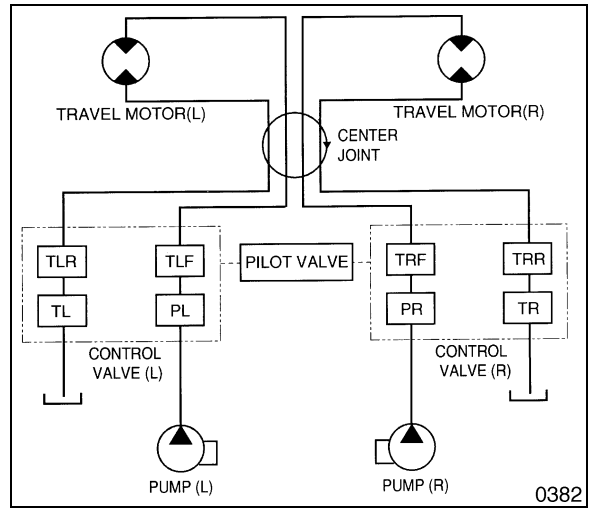 TRAVEL MOTOR(L)
TRAVEL MOTOR(R)
CENTER
JOINT
TLR
TLF
PILOT VALVE
TRF
TRR
TL
PL
PR
TR
CONTROL
VALVE (L)
CONTROL
VALVE (R)
PUMP (L)
PUMP (R)
0382